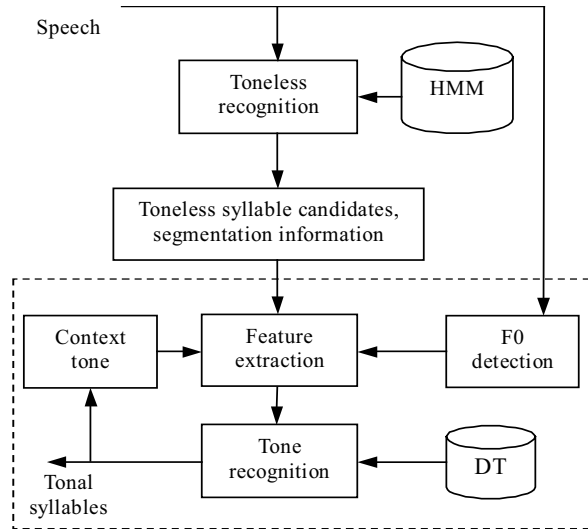 Speech
Toneless
recognition
HMM
Toneless syllable candidates,
segmentation information
Context
tone
Feature
extraction
F0
detection
Tone
recognition
DT
Tonal
syllables